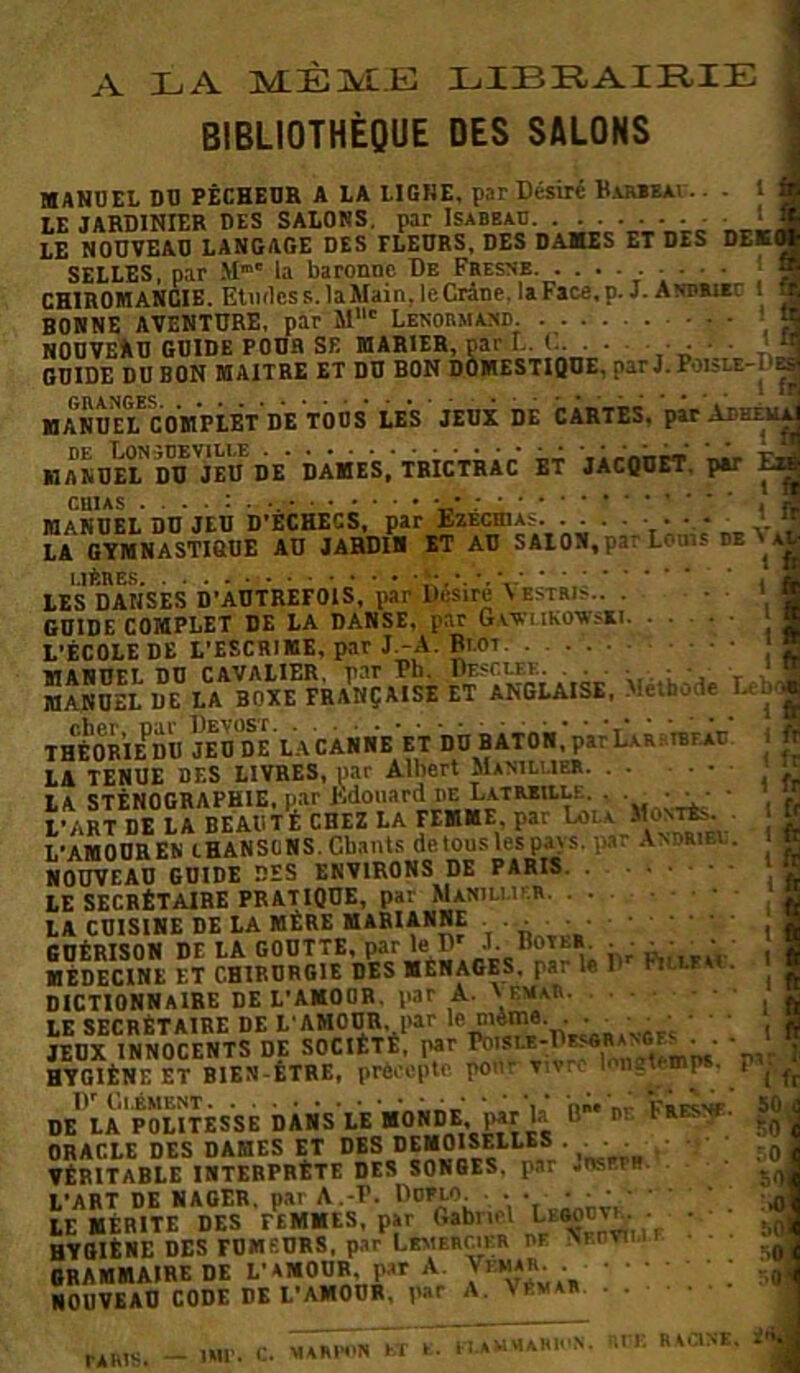 A LA MÊME LIBRAIRIE
BIBLIOTHÈQUE DES SALONS
MANUEL DU PÊCHEUR A LA LIGNE, par Désiré BARBEAU... 1 fr.
LE JARDINIER DES SALONS, par ISABEAU. . . . . . . . . 1 fr.
LE NOUVEAU LANGAGE DES FLEURS, DES DAMES ET DES DEMOI-
SELLES, par Mme la baronne DE FRESNE. . . . . . . . . 1 fr.
CHIROMANCIE. Etudes s. la Main, le Crâne, la Face, p. J. ANDRIEU 1 fr.
BONNE AVENTURE, par Mlle LENORMAND. . . . . . . . . . 1 fr
NOUVEAU GUIDE POUR SE MARIER, par L. C. . . . . . . . 1 fr
GUIDE DU BON MAITRE ET DU BON DOMESTIQUE, par J. POISLE-DES-
GRANGES. . . . . . . . . . 1 fr
MANUEL COMPLET DE TOUS LES JEUX DE CARTES, par ADHÉMAR
DE LONGUEVILLE . . . . . . . . . 1 fr
MANUEL DU JEU DE DAMES, TRICTRAC ET JACQUET, par EZÉ-
CHIAS . . . . . . . . . . 1 fr
MANUEL DU JEU D'ÉCHECS, par EZÉCHIAS. . . . . . . . . 1 fr
LA GYMNASTIQUE AU JARDIN ET AU SALON, par Louis DE VAL-
LIÈRES. . . . . . . . . . 1 fr
LES DANSES D'AUTREFOIS, par Désiré VESTRIS.. . . . 1 fr
GUIDE COMPLET DE LA DANSE, par GAWLIKOWSKI. . . . . . 1 fr
L'ÉCOLE DE L'ESCRIME, par J.-A. BLOT. . . . . . . . . 1 fr
MANUEL DU CAVALIER, par Ph. DESCLÉE. . . . . . . . . 1 fr
MANUEL DE LA BOXE FRANÇAISE ET ANGLAISE, Méthode Lebou
cher, par DEVOST. . . . . . . . . 1 fr
THÉORIE DU JEU DE LA CANNE ET DU BATON, par LARRIBEAU 1 fr
LA TENUE DES LIVRES, par Albert MANILLIER. . . . . . 1 fr
LA STÉNOGRAPHIE, par Edouard DE LATREILLE. . . . . . 1 fr
L'ART DE LA BEAUTÉ CHEZ LA FEMME, par LOLA MONTÈS. . 1 fr
L'AMOUR EN CHANSONS. Chants de tous les pays, par ANDRIEU. 1 fr
NOUVEAU GUIDE DES ENVIRONS DE PARIS. . . . . . . . . 1 fr
LE SECRÉTAIRE PRATIQUE, par MANILLIER. . . . . . . . 1 fr
LA CUISINE DE LA MÈRE MARIANNE . . . . . . . . . 1 fr
GUÉRISON DE LA GOUTTE, par le Dr J. BOYER. . . . . . 1 fr
MÉDECINE ET CHIRURGIE DES MÉNAGES, par le Dr FILLEAU. 1 fr
DICTIONNAIRE DE L'AMOUR, par A. VÉMAR. . . . . . . . 1 fr
LE SECRÉTAIRE DE L'AMOUR, par le même. . . . . . . . 1 fr
JEUX INNOCENTS DE SOCIÉTÉ, par POISLE-DESGRANGES . . . 1
HYGIÈNE ET BIEN-ÊTRE, précepte pour vivre longtemps, par
Dr CLÉMENT. . . . . . . . . . 1 fr
DE LA POLITESSE DANS LE MONDE, par la Bne DE FRESNE. 50 c
ORACLE DES DAMES ET DES DEMOISELLES . . . . . . 50 c
VÉRITABLE INTERPRÈTE DES SONGES, par JOSEPH. . . 50 c
L'ART DE NAGER, par A.-P. DUFLO. . . . . . . . . 50 c
LE MÉRITE DES FEMMES, par Gabriel LEGOUVÉ. . . . 50 c
HYGIÈNE DES FUMEURS, par LEMERCIER DE NEUVILLE . . 50 c
GRAMMAIRE DE L'AMOUR, par A. VÉMAR. . . . . . . 50 c
NOUVEAU CODE DE L'AMOUR, par A. VÉMAR. . . . . . 50 c
PARIS. — IMP. C. MARPON ET E. FLAMMARION, RUE RACINE, 26.